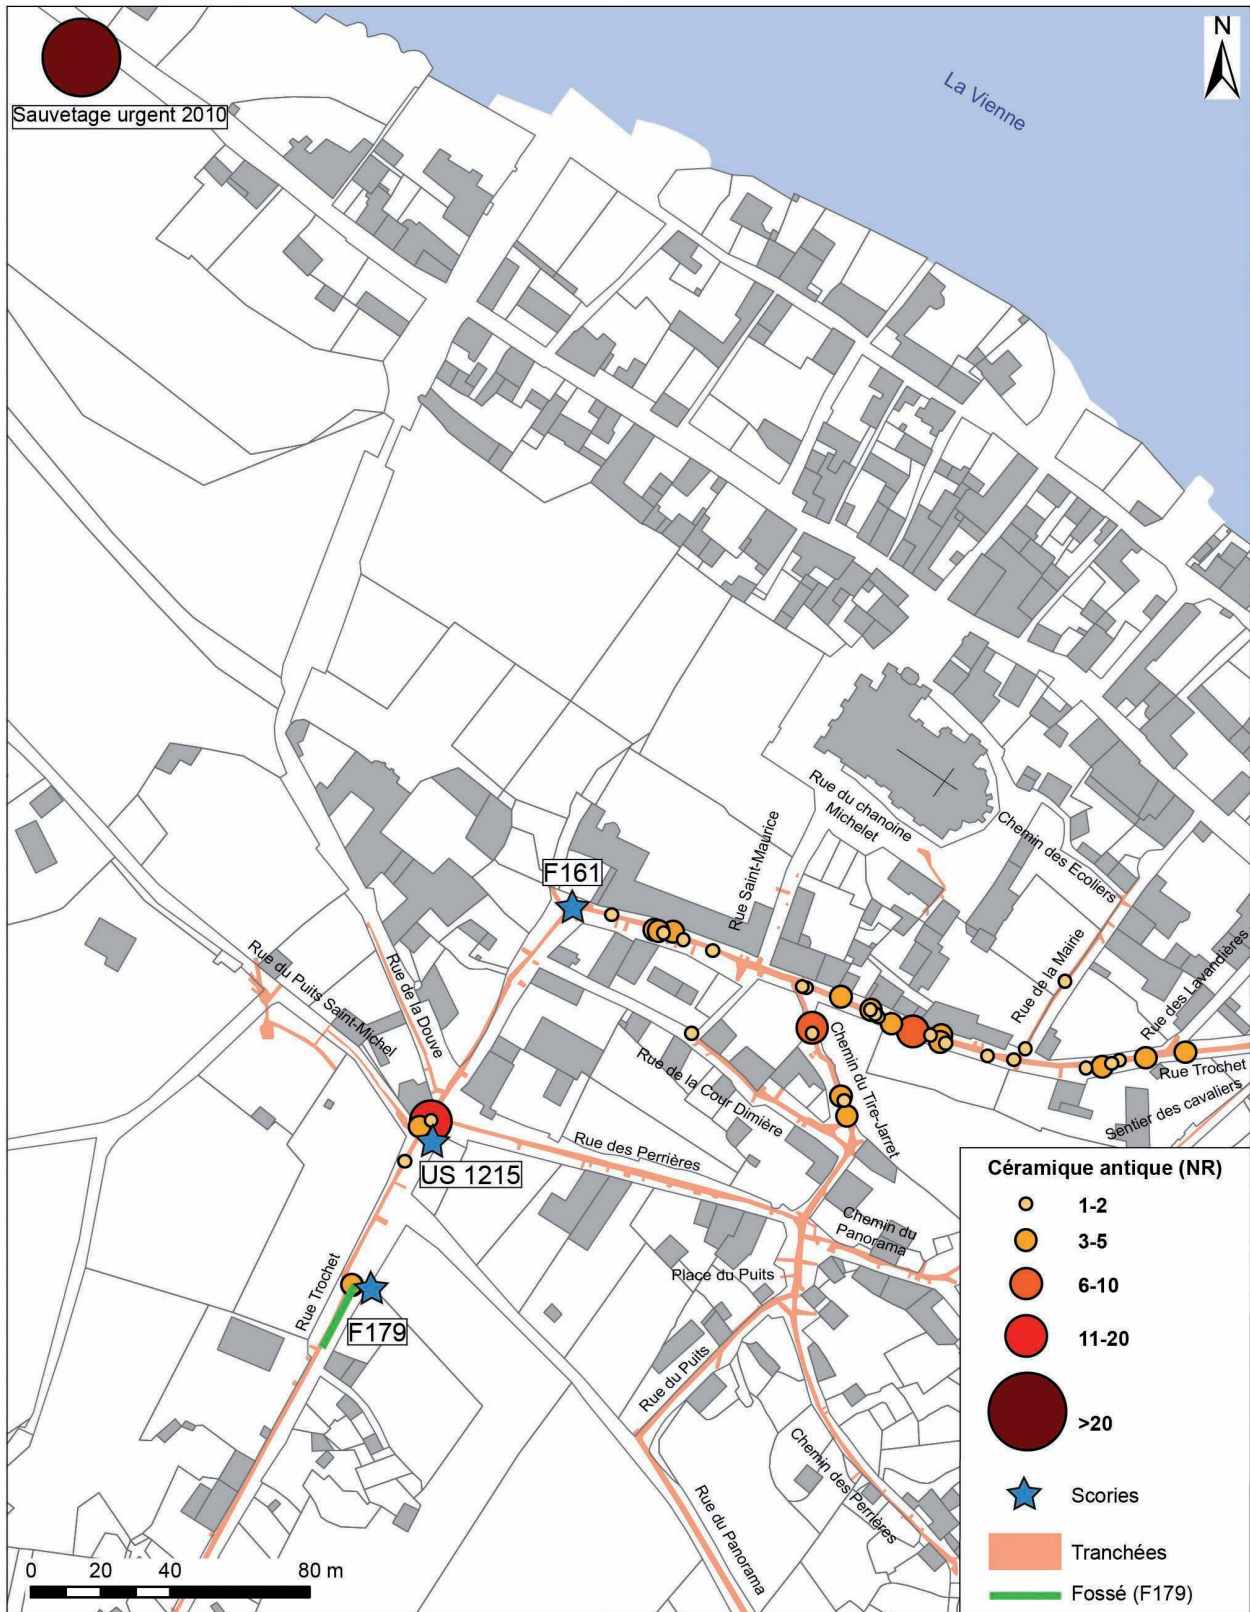 N
Sauvetage urgent 2010
La Vienne
Rue du chanoine
Michelet
Chemin des Ecoliers
Rue Saint-Maurice
F161
Rue de la Mairie
Rue des Lavandières
Rue du Puits Saint-Michel
Rue de la Douve
Rue Trochet
Sentier des cavaliers
Chemin du Tire-Jarret
Rue de la Cour Dimière
Rue des Perrières
US 1215
Chemin du
Panorama
Place du Puits
Rue Trochet
F179
Rue du Puits
Chemin des Perrières
Rue du Panorama
Céramique antique (NR)
1-2
3-5
6-10
11-20
>20
Scories
Tranchées
Fossé (F179)
0 20 40 80 m